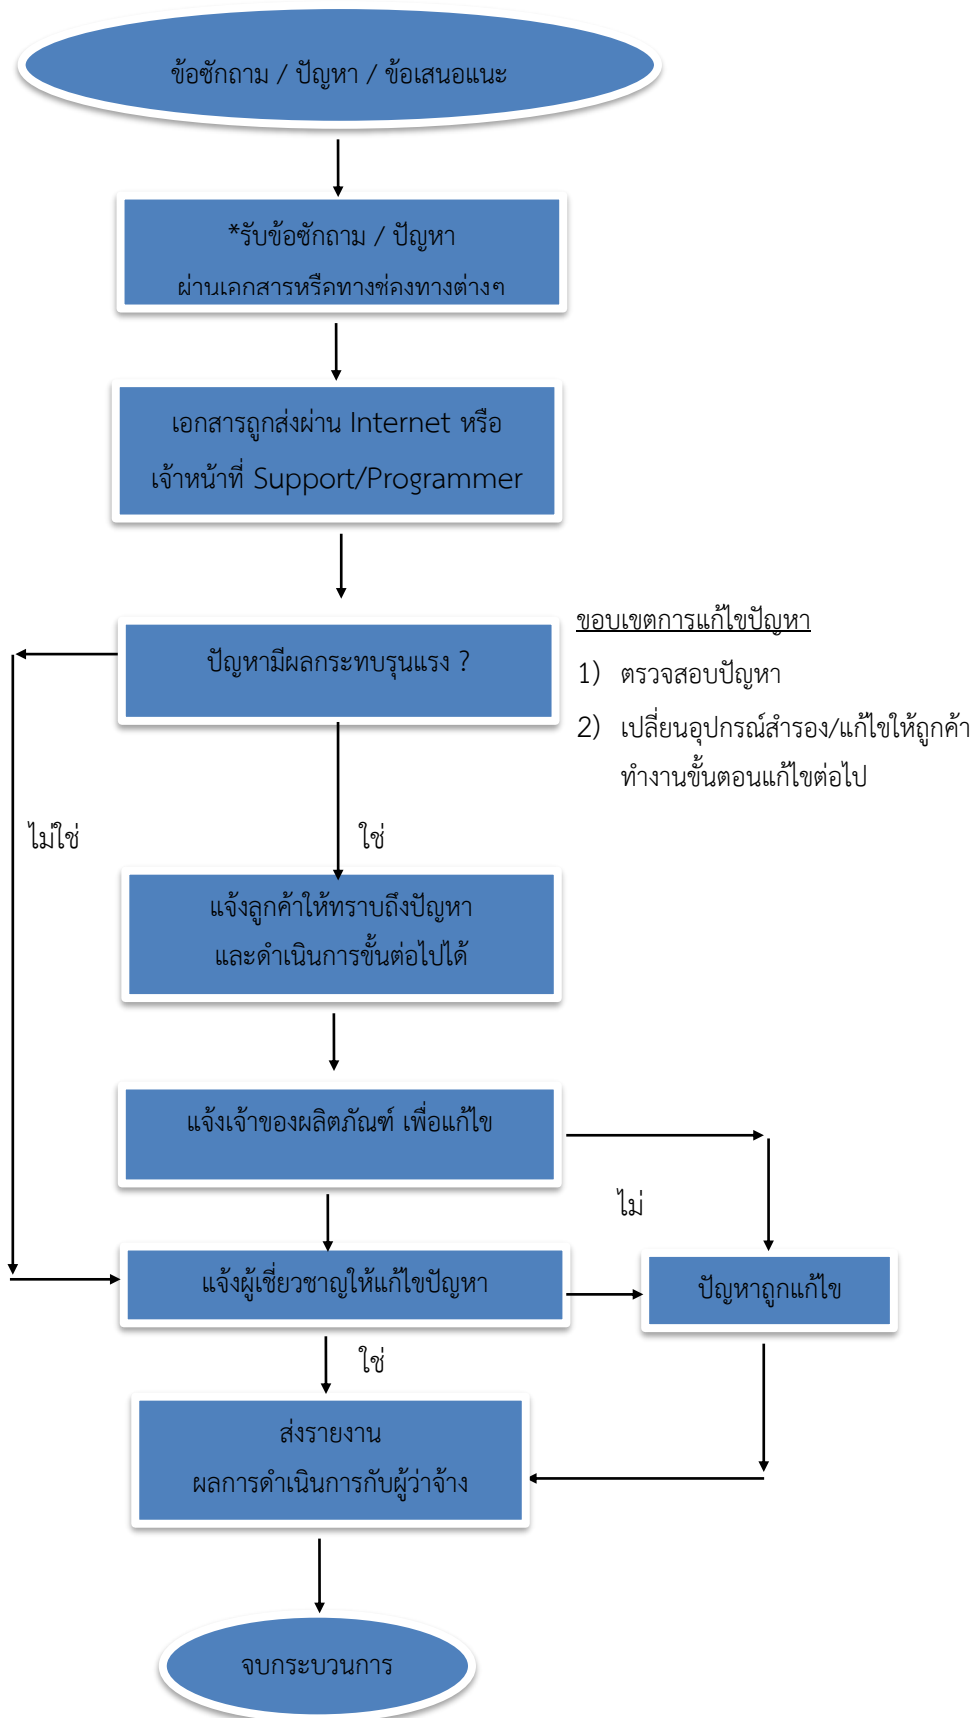 ข้อซักถาม / ปัญหา / ข้อเสนอแนะ
*รับข้อซักถาม / ปัญหา
ผ่านเอกสารหรือทางช่องทางต่างๆ
เอกสารถูกส่งผ่าน Internet หรือ
เจ้าหน้าที่ Support/Programmer
ปัญหามีผลกระทบรุนแรง ?
ขอบเขตการแก้ไขปัญหา
1) ตรวจสอบปัญหา
2) เปลี่ยนอุปกรณ์สำรอง/แก้ไขให้ถูกค้า
ทำงานขั้นตอนแก้ไขต่อไป
ไม่ใช่
ใช่
แจ้งลูกค้าให้ทราบถึงปัญหา
และดำเนินการขั้นต่อไปได้
แจ้งเจ้าของผลิตภัณฑ์ เพื่อแก้ไข
ไม่
แจ้งผู้เชี่ยวชาญให้แก้ไขปัญหา
ปัญหาถูกแก้ไข
ใช่
ส่งรายงาน
ผลการดำเนินการกับผู้ว่าจ้าง
จบกระบวนการ